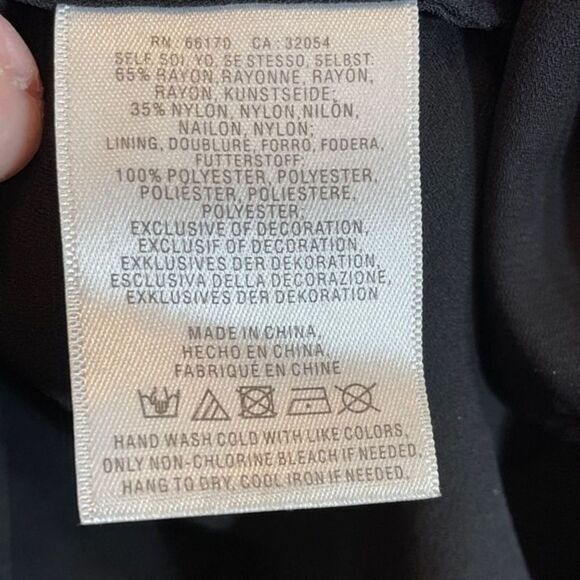 RN: 66170 CA: 32054
SELF, SOI, YO, SE STESSO, SELBST:
65% RAYON, RAYONNE, RAYON,
RAYON, KUNSTSEIDE;
35% NYLON, NYLON, NILÓN,
NAILON, NYLON;
LINING, DOUBLURE, FORRO, FODERA,
FUTTERSTOFF:
100% POLYESTER, POLYESTER,
POLIÉSTER, POLIESTERE,
POLYESTER;
EXCLUSIVE OF DECORATION,
EXCLUSIF OF DECORATION,
EXKLUSIVES DER DEKORATION,
ESCLUSIVA DELLA DECORAZIONE,
EXKLUSIVES DER DEKORATION
MADE IN CHINA,
HECHO EN CHINA,
FABRIQUÉ EN CHINE
HAND WASH COLD WITH LIKE COLORS,
ONLY NON-CHLORINE BLEACH IF NEEDED.
HANG TO DRY, COOL IRON IF NEEDED.